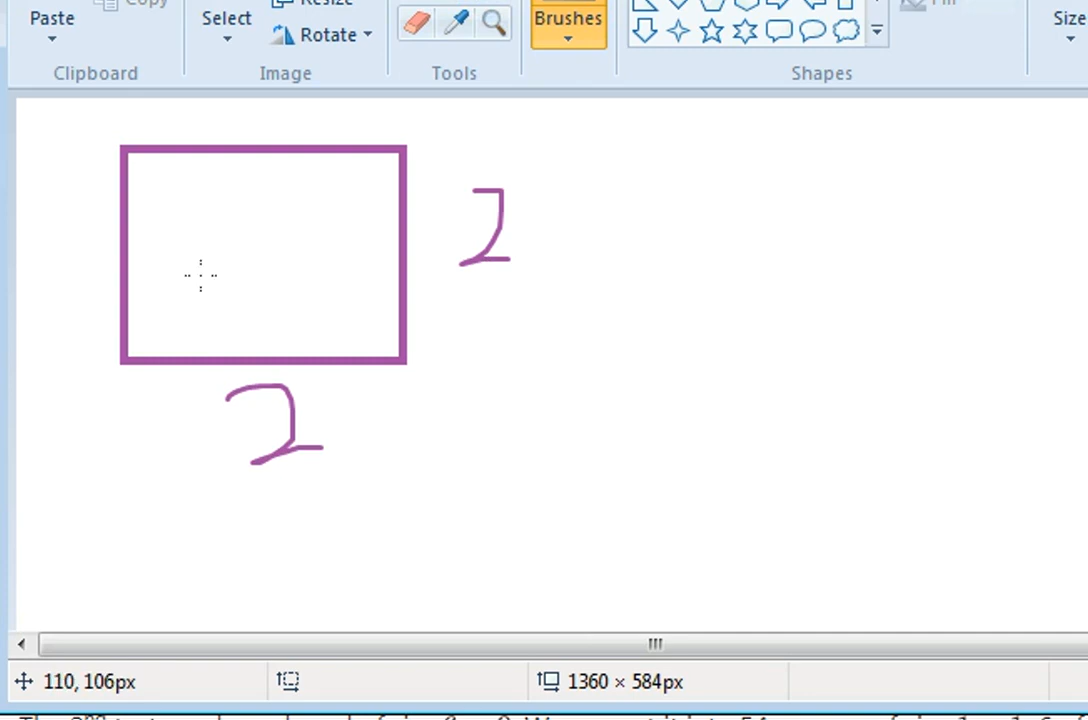 Copy
Resize
Paste Select Rotate Brushes Size
Clipboard Image Tools Shapes
2
2
110, 106px 1360 × 584px